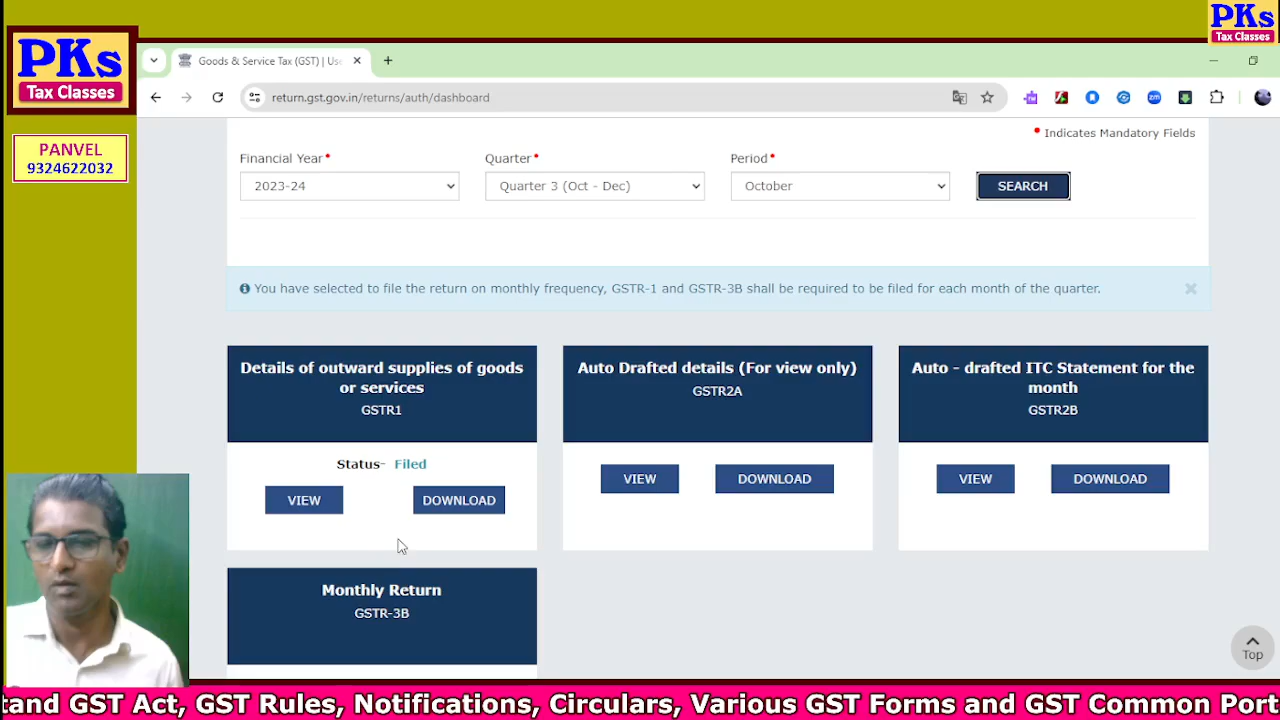 PKs
Tax Classes
PKs
Tax Classes
PANVEL
9324622032
Goods & Service Tax (GST) | Use
return.gst.gov.in/returns/auth/dashboard
• Indicates Mandatory Fields
Financial Year•
Quarter•
Period•
2023-24
Quarter 3 (Oct - Dec)
October
SEARCH
You have selected to file the return on monthly frequency, GSTR-1 and GSTR-3B shall be required to be filed for each month of the quarter.
Details of outward supplies of goods
or services
GSTR1
Status- Filed
VIEW
DOWNLOAD
Auto Drafted details (For view only)
GSTR2A
VIEW
DOWNLOAD
Auto - drafted ITC Statement for the
month
GSTR2B
VIEW
DOWNLOAD
Monthly Return
GSTR-3B
Top
tand GST Act, GST Rules, Notifications, Circulars, Various GST Forms and GST Common Port